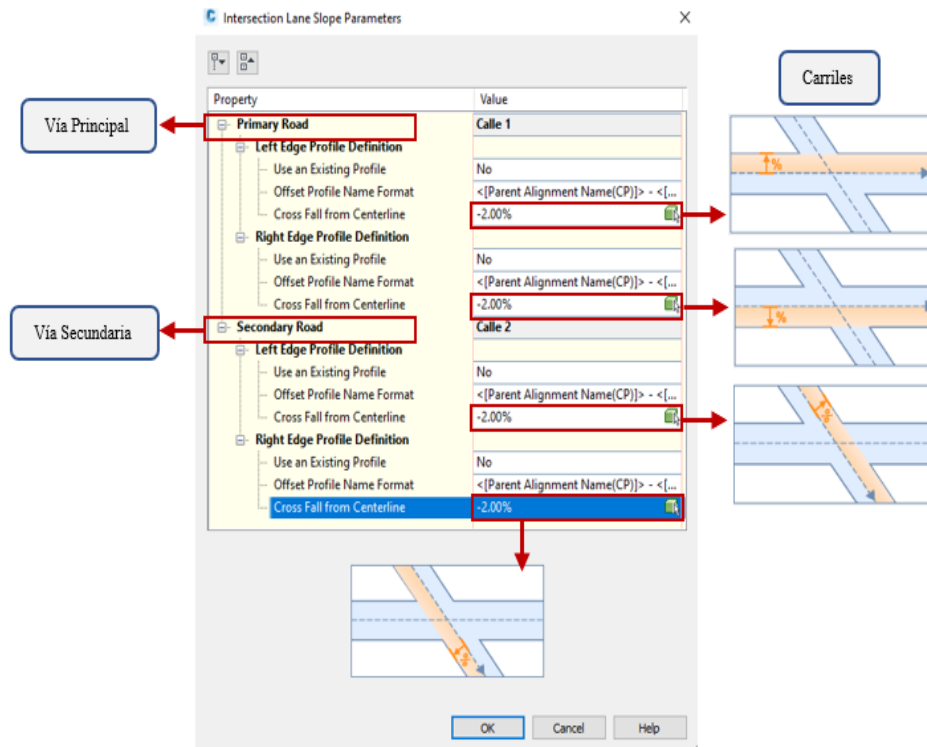 Intersection Lane Slope Parameters
Carriles
Property Value
Vía Principal
Primary Road Calle 1
Left Edge Profile Definition
Use an Existing Profile No
Offset Profile Name Format <[Parent Alignment Name(CP)]> - <[...
Cross Fall from Centerline -2.00%
%
Right Edge Profile Definition
Use an Existing Profile No
Offset Profile Name Format <[Parent Alignment Name(CP)]> - <[...
Cross Fall from Centerline -2.00%
%
Vía Secundaria
Secondary Road Calle 2
Left Edge Profile Definition
Use an Existing Profile No
Offset Profile Name Format <[Parent Alignment Name(CP)]> - <[...
Cross Fall from Centerline -2.00%
%
Right Edge Profile Definition
Use an Existing Profile No
Offset Profile Name Format <[Parent Alignment Name(CP)]> - <[...
Cross Fall from Centerline -2.00%
%
OK Cancel Help